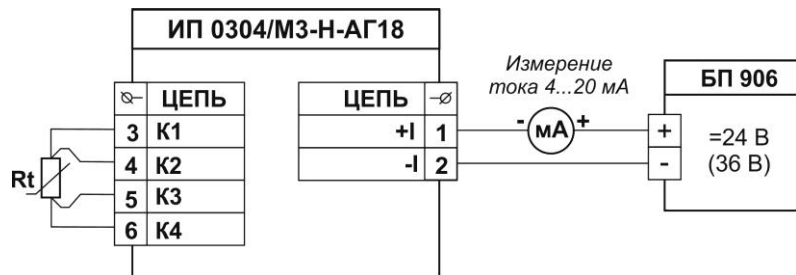 ИП 0304/М3-Н-АГ18
Измерение
тока 4...20 мА
БП 906
ЦЕПЬ
ЦЕПЬ
3 К1
+I 1
- мА +
+
=24 В
4 К2
-I 2
-
(36 В)
Rt
5 К3
6 К4